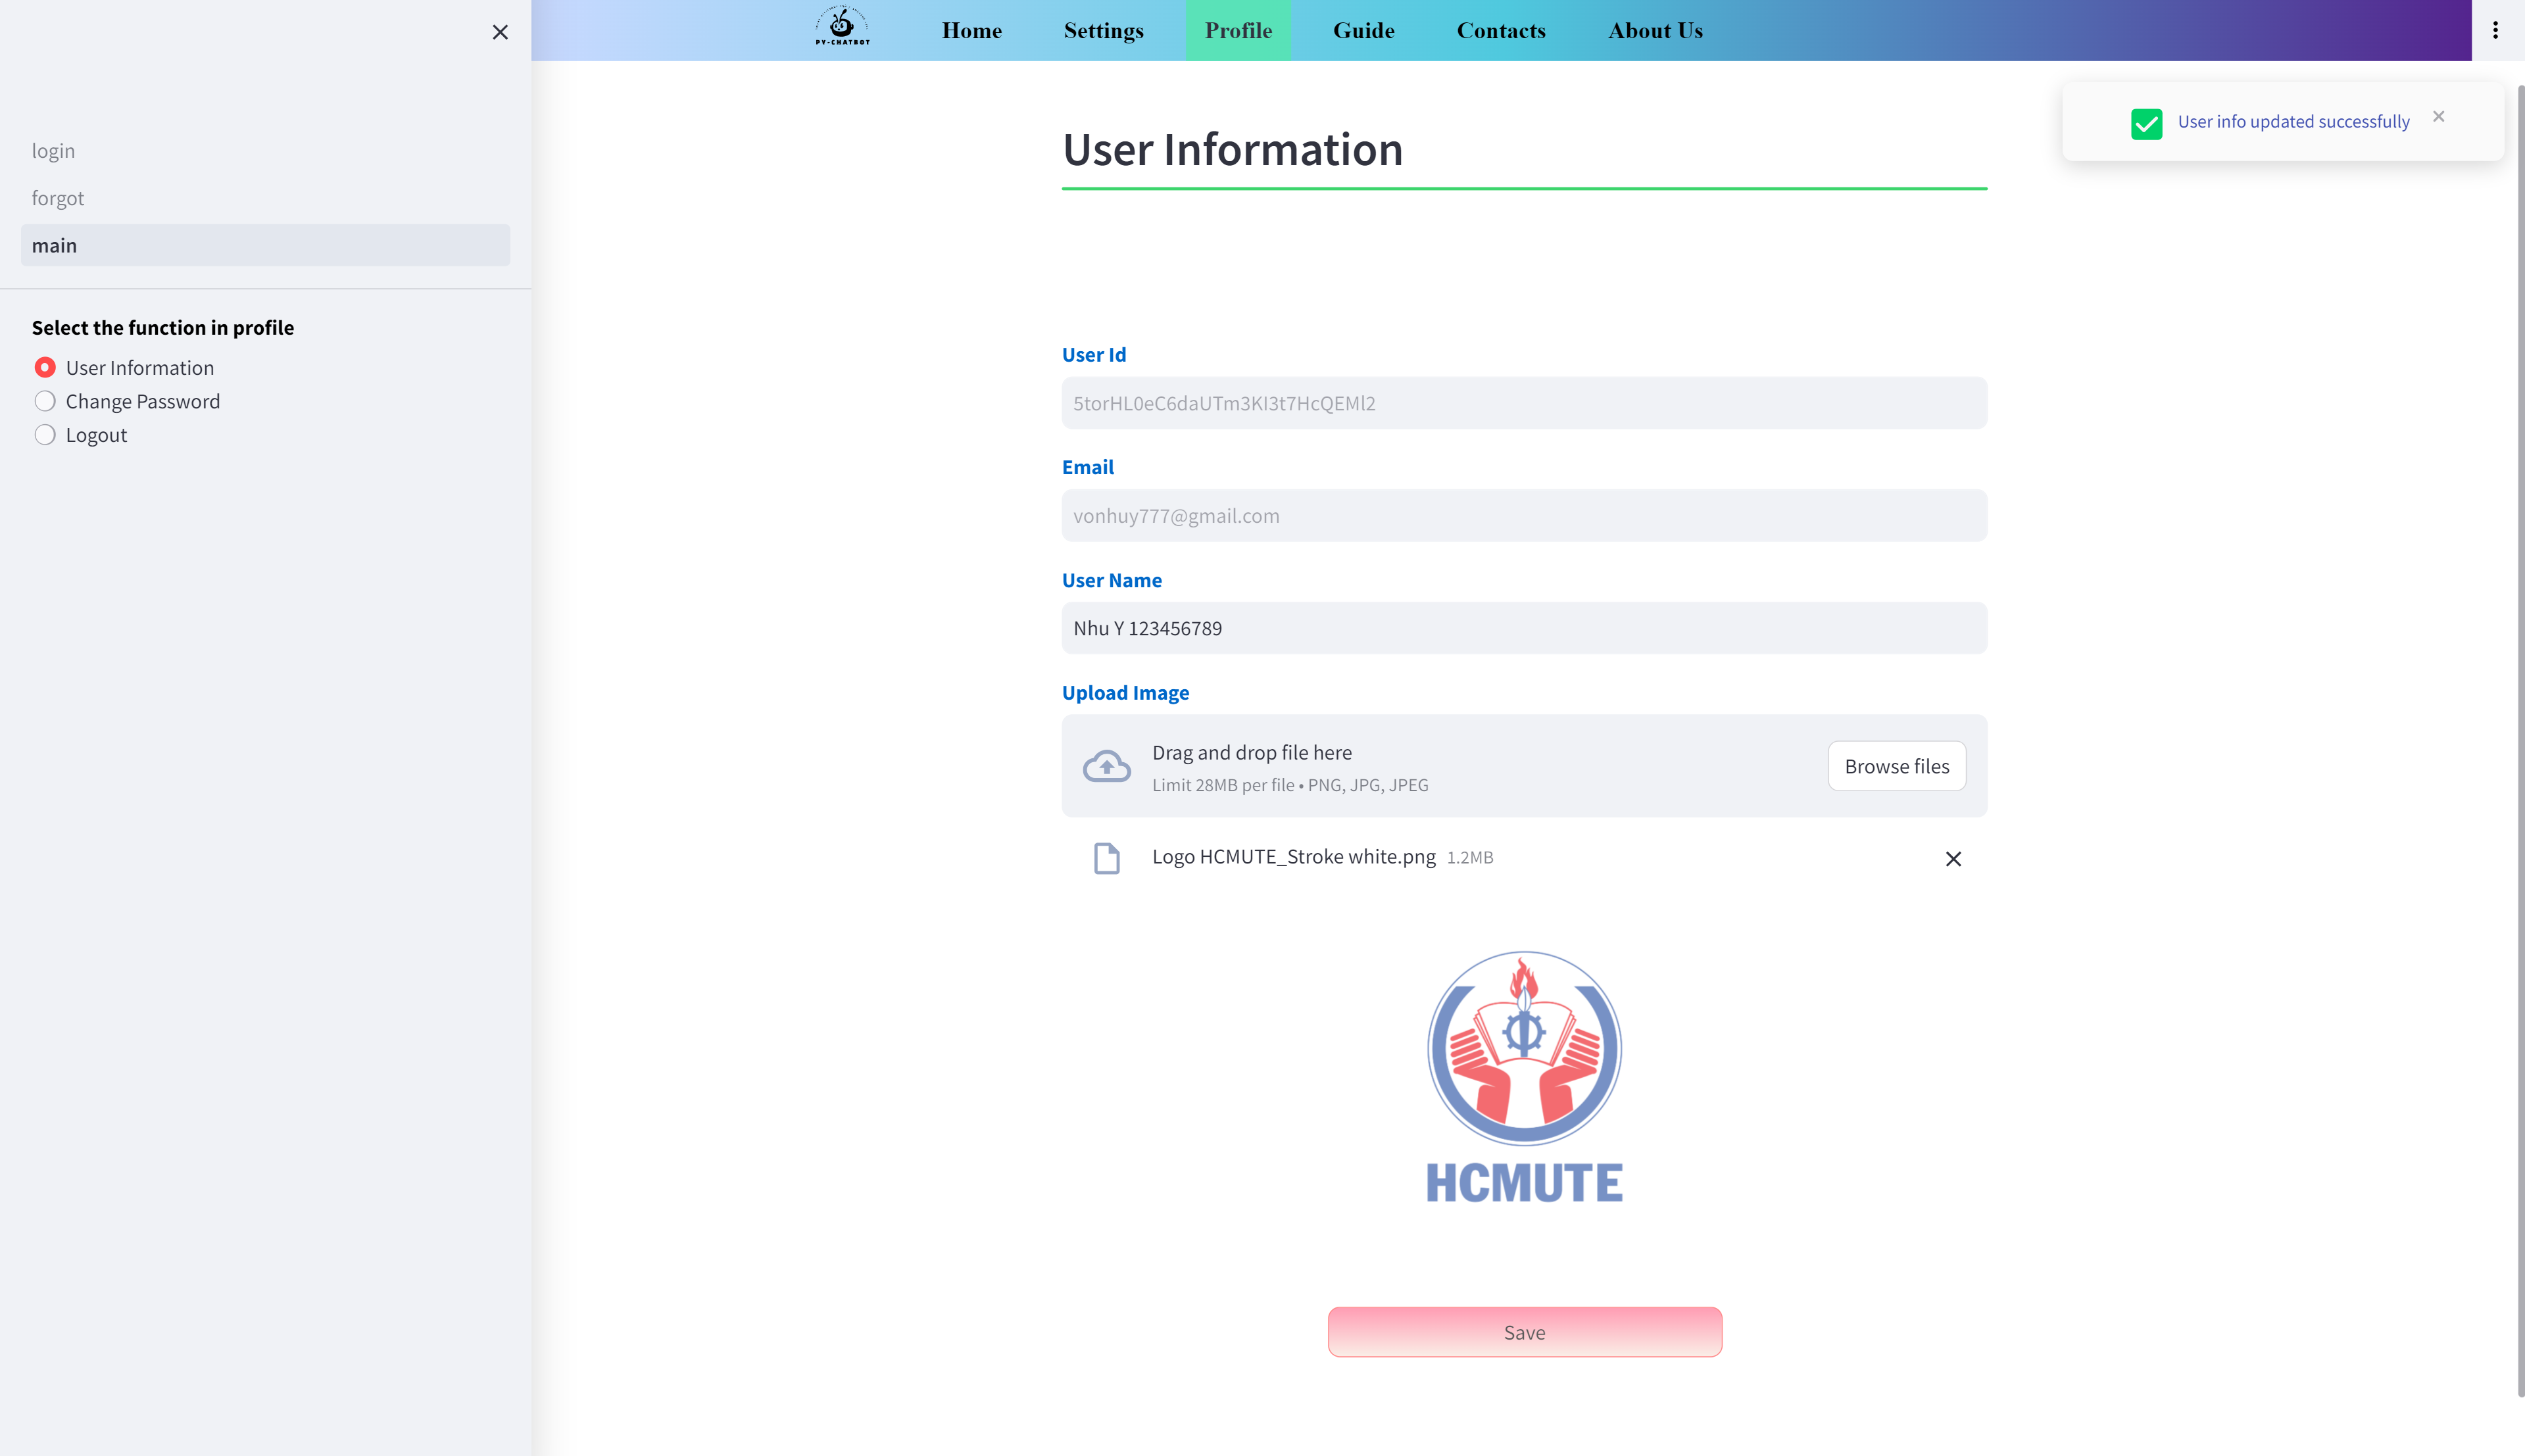 PY-CHATBOT
Home
Settings
Profile
Guide
Contacts
About Us
login
forgot
main
Select the function in profile
User Information
Change Password
Logout
User info updated successfully
User Information
User Id
5torHL0eC6daUTm3KI3t7HcQEMl2
Email
vonhuy777@gmail.com
User Name
Nhu Y 123456789
Upload Image
Drag and drop file here
Limit 28MB per file • PNG, JPG, JPEG
Browse files
Logo HCMUTE_Stroke white.png 1.2MB
HCMUTE
Save